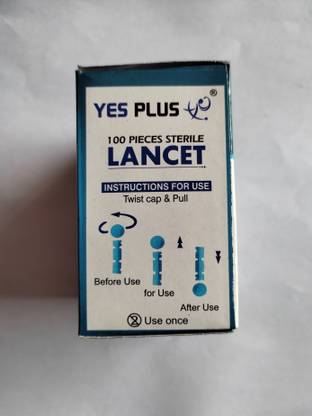 YES PLUS ®
100 PIECES STERILE
LANCET
INSTRUCTIONS FOR USE
Twist cap & Pull
Before Use
for Use
After Use
Use once